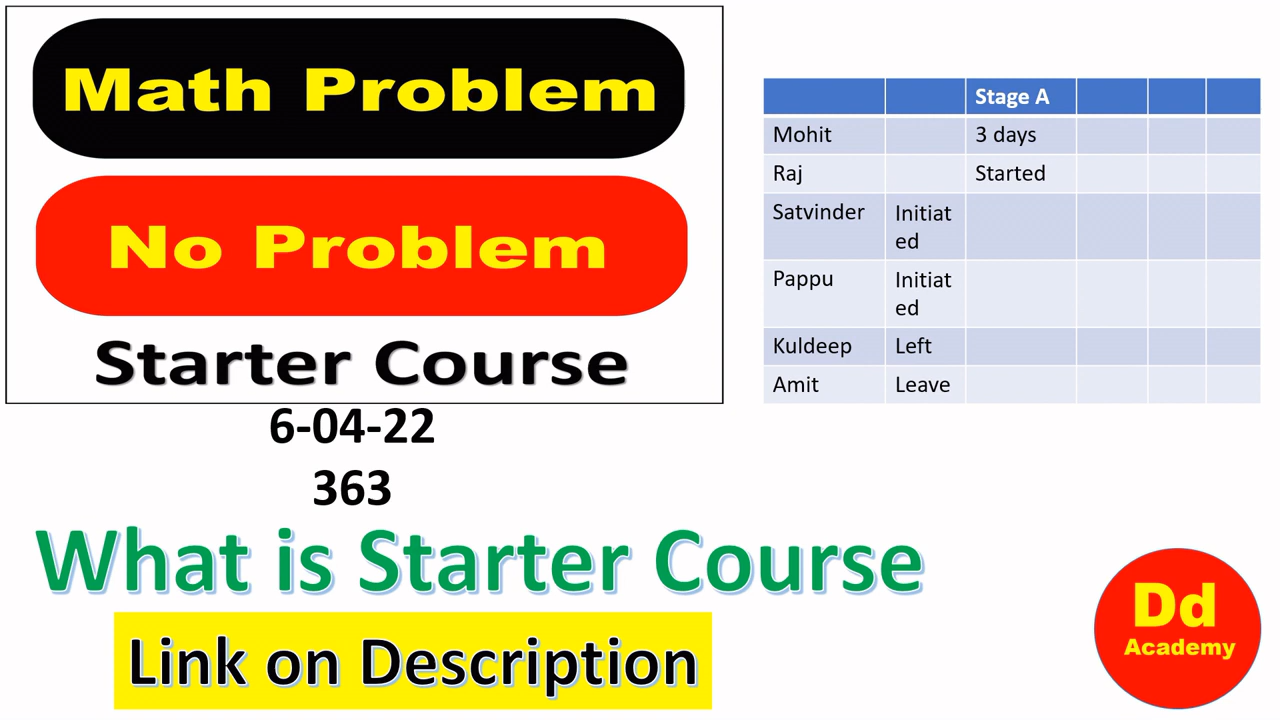 Math Problem
No Problem
Starter Course
6-04-22
363
What is Starter Course
Link on Description
Stage A
Mohit 3 days
Raj Started
Satvinder Initiat
ed
Pappu Initiat
ed
Kuldeep Left
Amit Leave
Dd
Academy